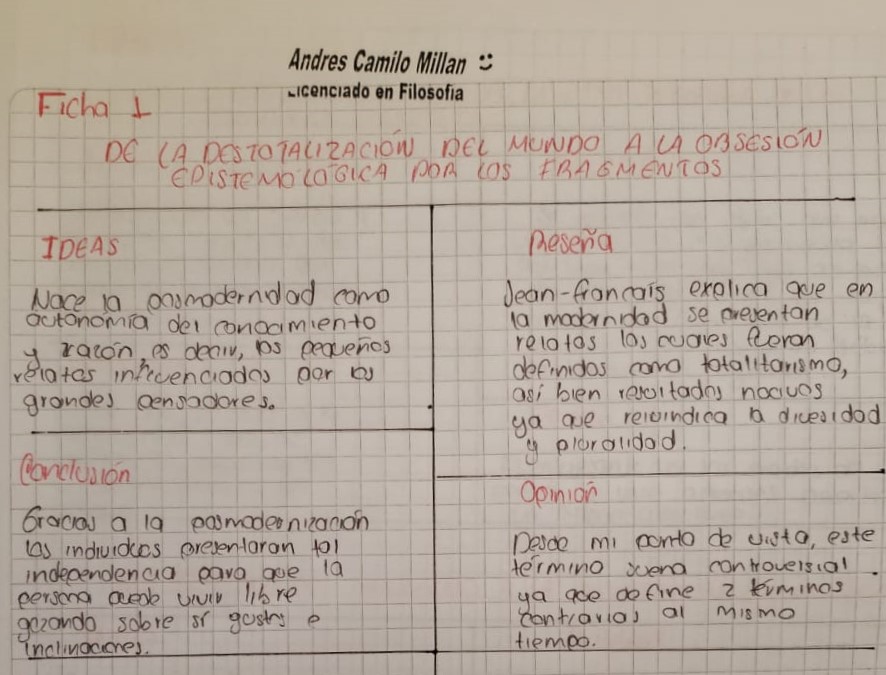 Andres Camilo Millan
Licenciado en Filosofía
Ficha 1
DE LA DESTOTALIZACIÓN DEL MUNDO A LA OBSESIÓN
EPISTEMOLOGICA POR LOS FRAGMENTOS
IDEAS
Nace la posmodernidad como
autonomía del conocimiento
y razón, es decir, los pequeños
relatos influenciados por los
grandes pensadores.
Reseña
Jean-francois explica que en
la modernidad se presentan
relatos los cuales fueron
definidos como totalitarismo,
así bien resultados nocivos
ya que reivindica la diversidad
y pluralidad.
Conclusión
Gracias a la posmodernización
los individuos presentaran tal
independencia para que la
persona puede vivir libre
gozando sobre sí gustos e
inclinaciones.
Opinión
Desde mi punto de vista, este
término suena controversial
ya que define 2 términos
contrarios al mismo
tiempo.